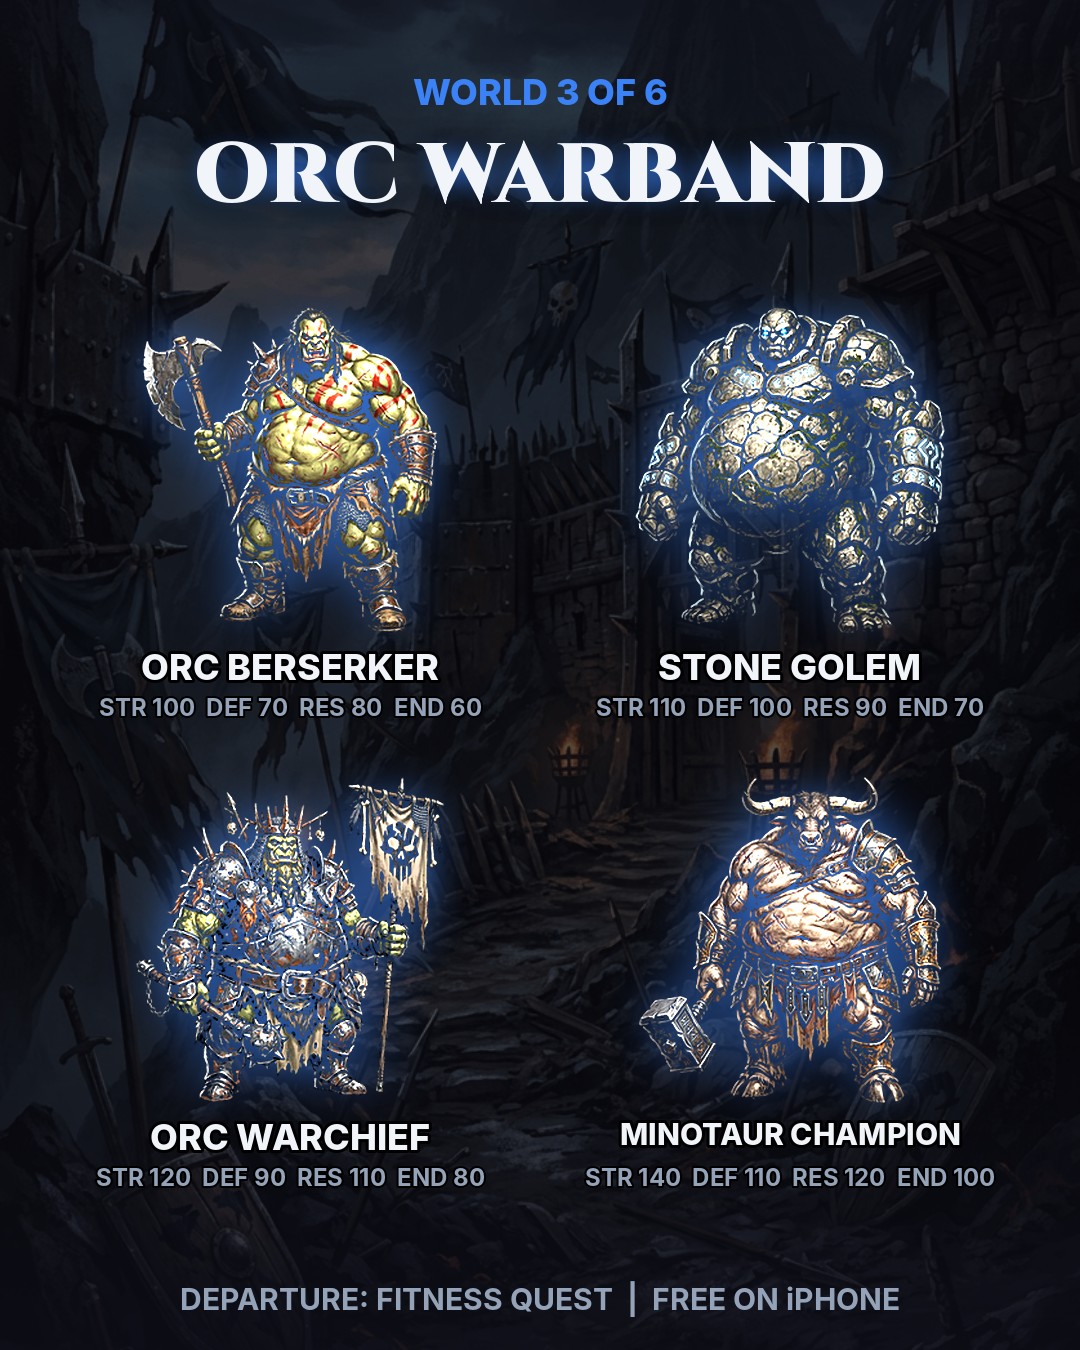 WORLD 3 OF 6
ORC WARBAND
ORC BERSERKER
STR 100 DEF 70 RES 80 END 60
STONE GOLEM
STR 110 DEF 100 RES 90 END 70
ORC WARCHIEF
STR 120 DEF 90 RES 110 END 80
MINOTAUR CHAMPION
STR 140 DEF 110 RES 120 END 100
DEPARTURE: FITNESS QUEST | FREE ON iPHONE